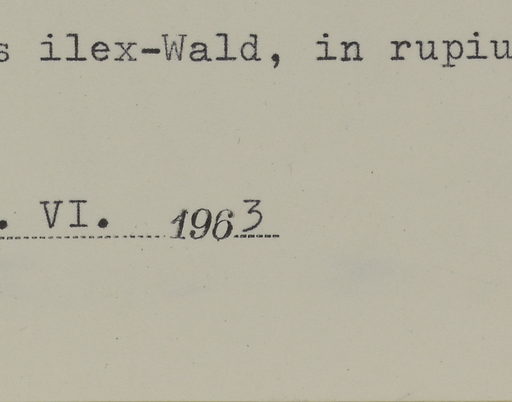 s ilex-Wald, in rupiu
. VI. 1963